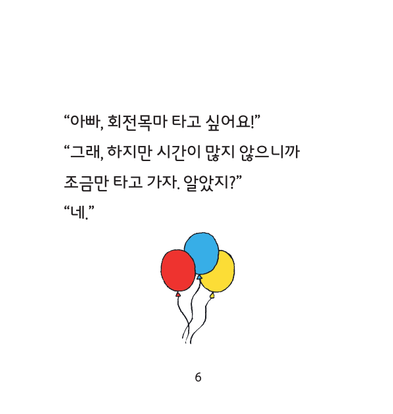 “아빠, 회전목마 타고 싶어요!”
“그래, 하지만 시간이 많지 않으니까
조금만 타고 가자. 알았지?”
“네.”
6